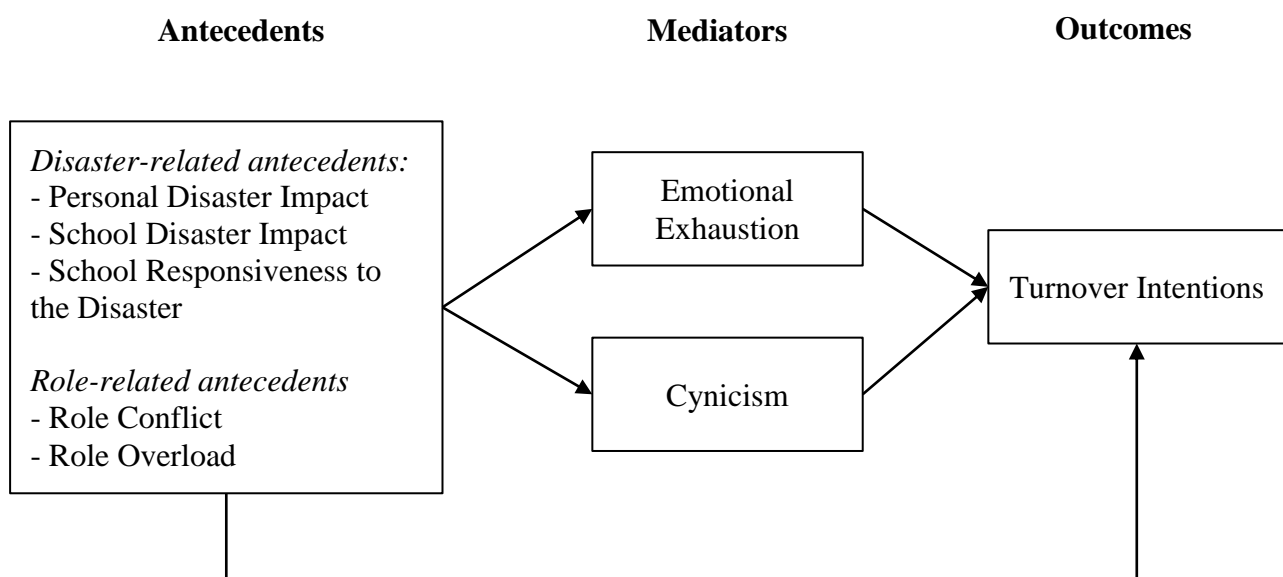 Antecedents
Mediators
Outcomes
Disaster-related antecedents:
- Personal Disaster Impact
- School Disaster Impact
- School Responsiveness to
the Disaster
Role-related antecedents
- Role Conflict
- Role Overload
Emotional
Exhaustion
Cynicism
Turnover Intentions